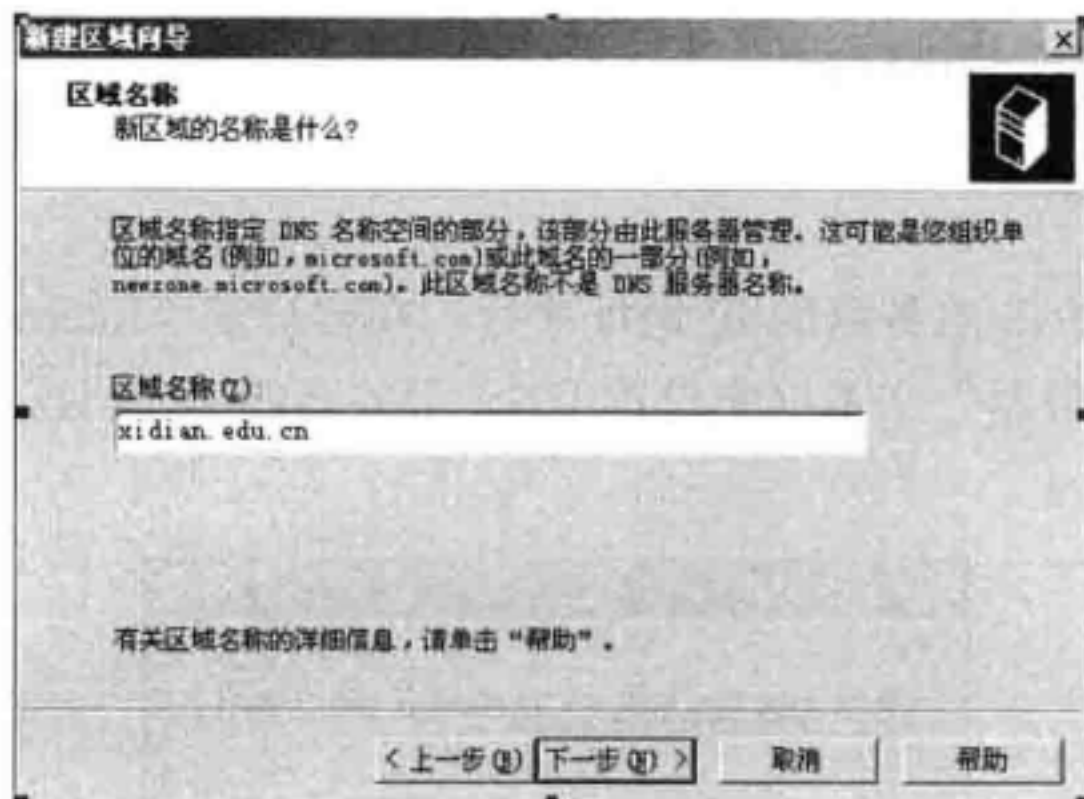 新建区域向导
区域名称
新区域的名称是什么?
区域名称指定 DNS 名称空间的部分，该部分由此服务器管理。这可能是您组织单
位的域名(例如，microsoft.com)或此域名的一部分(例如，
newzone.microsoft.com)。此区域名称不是 DNS 服务器名称。
区域名称(Z):
xidian.edu.cn
有关区域名称的详细信息，请单击“帮助”。
< 上一步(B) 下一步(N) > 取消 帮助